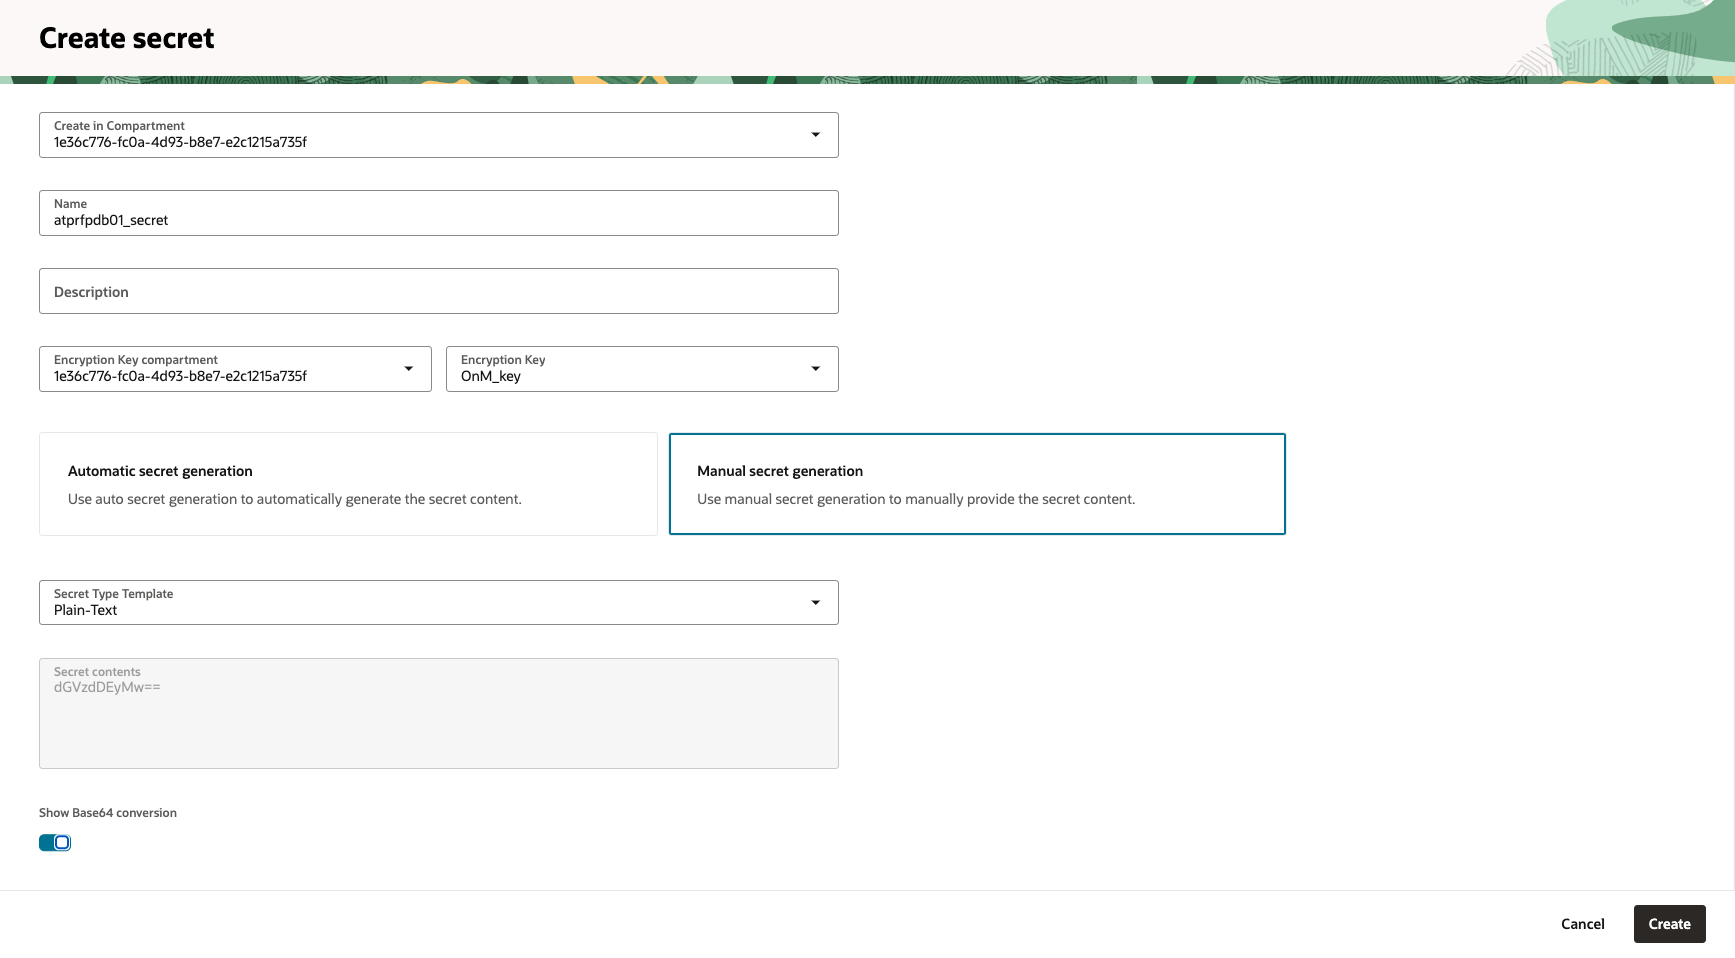 Create secret
Create in Compartment
1e36c776-fc0a-4d93-b8e7-e2c1215a735f
Name
atprfpdb01_secret
Description
Encryption Key compartment
1e36c776-fc0a-4d93-b8e7-e2c1215a735f
Encryption Key
OnM_key
Automatic secret generation
Use auto secret generation to automatically generate the secret content.
Manual secret generation
Use manual secret generation to manually provide the secret content.
Secret Type Template
Plain-Text
Secret contents
dGVzdDEyMw==
Show Base64 conversion
Cancel
Create